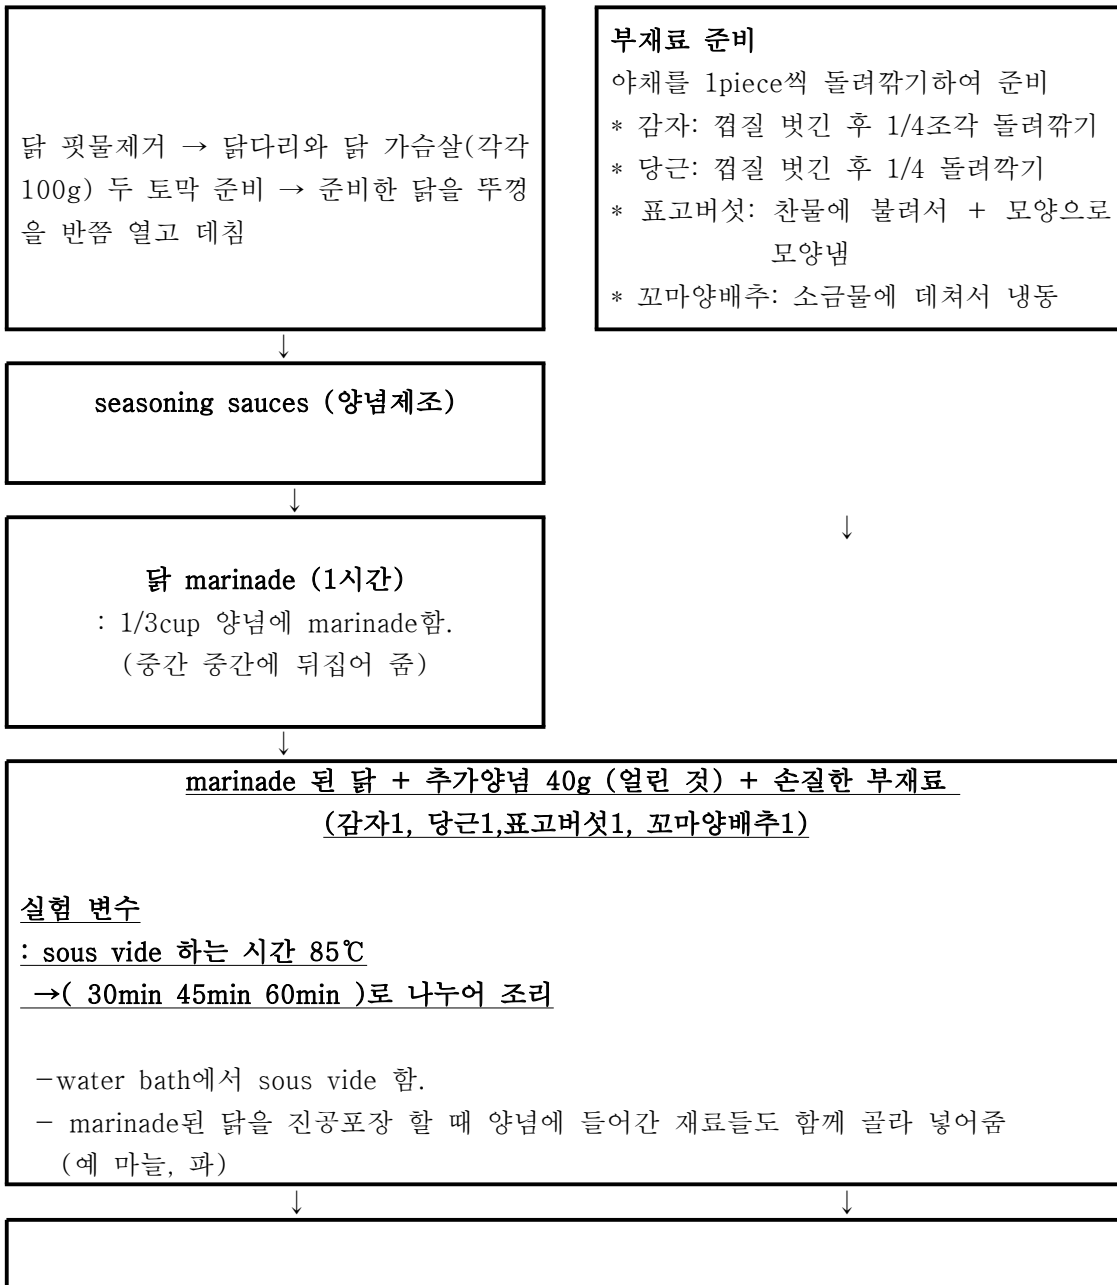 닭 핏물제거 → 닭다리와 닭 가슴살(각각
100g) 두 토막 준비 → 준비한 닭을 뚜껑
을 반쯤 열고 데침
부재료 준비
야채를 1piece씩 돌려깎기하여 준비
* 감자: 껍질 벗긴 후 1/4조각 돌려깎기
* 당근: 껍질 벗긴 후 1/4 돌려깍기
* 표고버섯: 찬물에 불려서 + 모양으로
모양냄
* 꼬마양배추: 소금물에 데쳐서 냉동
↓
seasoning sauces (양념제조)
↓
↓
닭 marinade (1시간)
: 1/3cup 양념에 marinade함.
(중간 중간에 뒤집어 줌)
↓
marinade 된 닭 + 추가양념 40g (얼린 것) + 손질한 부재료
(감자1, 당근1,표고버섯1, 꼬마양배추1)
실험 변수
: sous vide 하는 시간 85℃
→( 30min 45min 60min )로 나누어 조리
-water bath에서 sous vide 함.
- marinade된 닭을 진공포장 할 때 양념에 들어간 재료들도 함께 골라 넣어줌
(예 마늘, 파)
↓ ↓